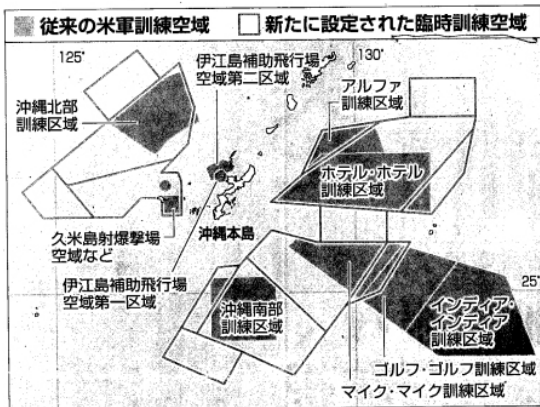 従来の米軍訓練空域
新たに設定された臨時訓練空域
125°
130°
伊江島補助飛行場
空域第二区域
アルファ
訓練区域
沖縄北部
訓練区域
ホテル・ホテル
訓練区域
久米島射爆撃場
空域など
沖縄本島
伊江島補助飛行場
空域第一区域
沖縄南部
訓練区域
25°
インディア・
インディア
訓練区域
ゴルフ・ゴルフ訓練区域
マイク・マイク訓練区域